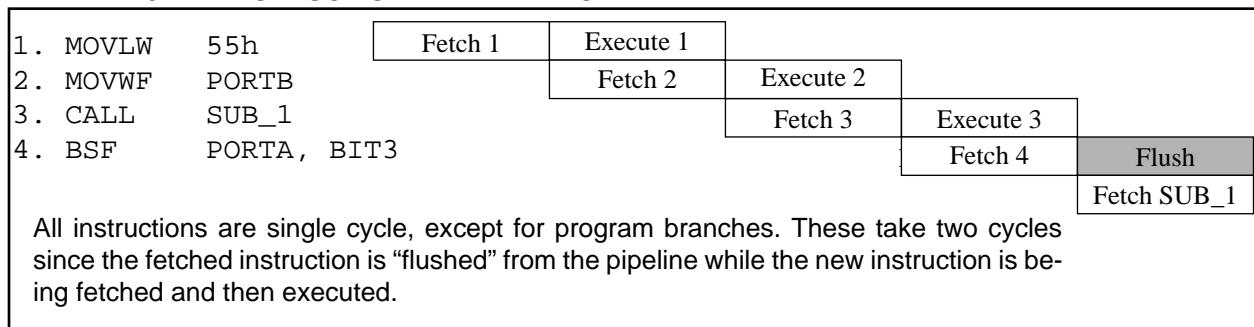 1. MOVLW 55h Fetch 1 Execute 1
2. MOVWF PORTB Fetch 2 Execute 2
3. CALL SUB_1 Fetch 3 Execute 3
4. BSF PORTA, BIT3 Fetch 4 Flush
Fetch SUB_1
All instructions are single cycle, except for program branches. These take two cycles
since the fetched instruction is “flushed” from the pipeline while the new instruction is be-
ing fetched and then executed.